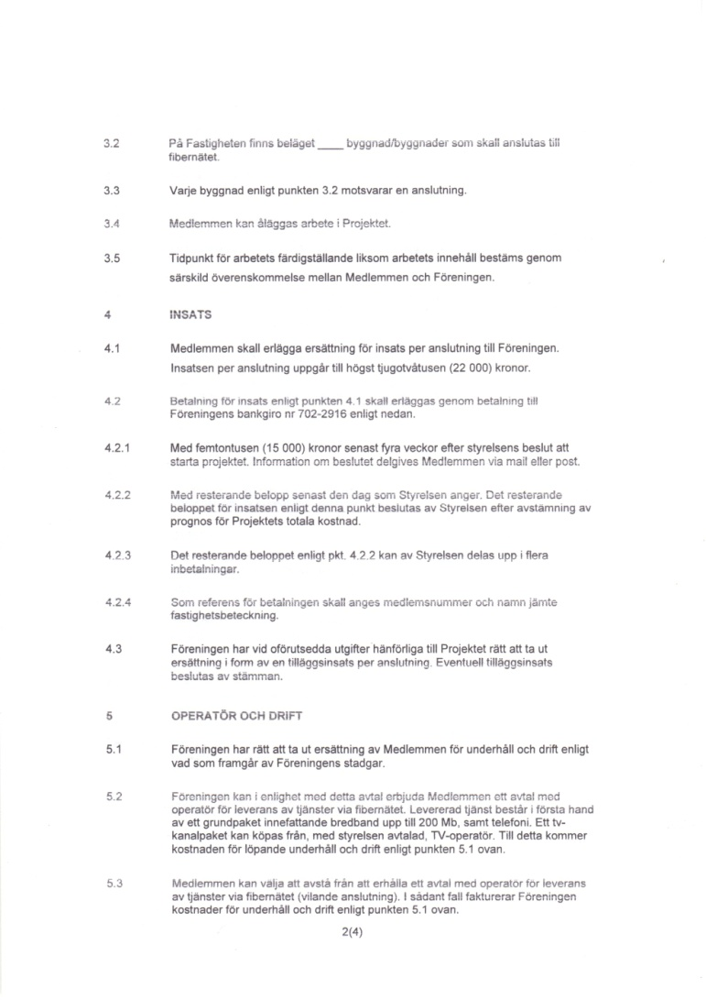 3.2 På Fastigheten finns beläget ____ byggnad/byggnader som skall anslutas till
fibernätet.
3.3 Varje byggnad enligt punkten 3.2 motsvarar en anslutning.
3.4 Medlemmen kan åläggas arbete i Projektet.
3.5 Tidpunkt för arbetets färdigställande liksom arbetets innehåll bestäms genom
särskild överenskommelse mellan Medlemmen och Föreningen.
4 INSATS
4.1 Medlemmen skall erlägga ersättning för insats per anslutning till Föreningen.
Insatsen per anslutning uppgår till högst tjugotvåtusen (22 000) kronor.
4.2 Betalning för insats enligt punkten 4.1 skall erläggas genom betalning till
Föreningens bankgiro nr 702-2916 enligt nedan.
4.2.1 Med femtontusen (15 000) kronor senast fyra veckor efter styrelsens beslut att
starta projektet. Information om beslutet delgives Medlemmen via mail eller post.
4.2.2 Med resterande belopp senast den dag som Styrelsen anger. Det resterande
beloppet för insatsen enligt denna punkt beslutas av Styrelsen efter avstämning av
prognos för Projektets totala kostnad.
4.2.3 Det resterande beloppet enligt pkt. 4.2.2 kan av Styrelsen delas upp i flera
inbetalningar.
4.2.4 Som referens för betalningen skall anges medlemsnummer och namn jämte
fastighetsbeteckning.
4.3 Föreningen har vid oförutsedda utgifter hänförliga till Projektet rätt att ta ut
ersättning i form av en tilläggsinsats per anslutning. Eventuell tilläggsinsats
beslutas av stämman.
5 OPERATÖR OCH DRIFT
5.1 Föreningen har rätt att ta ut ersättning av Medlemmen för underhåll och drift enligt
vad som framgår av Föreningens stadgar.
5.2 Föreningen kan i enlighet med detta avtal erbjuda Medlemmen ett avtal med
operatör för leverans av tjänster via fibernätet. Levererad tjänst består i första hand
av ett grundpaket innefattande bredband upp till 200 Mb, samt telefoni. Ett tv-
kanalpaket kan köpas från, med styrelsen avtalad, TV-operatör. Till detta kommer
kostnaden för löpande underhåll och drift enligt punkten 5.1 ovan.
5.3 Medlemmen kan välja att avstå från att erhålla ett avtal med operatör för leverans
av tjänster via fibernätet (vilande anslutning). I sådant fall fakturerar Föreningen
kostnader för underhåll och drift enligt punkten 5.1 ovan.
2(4)